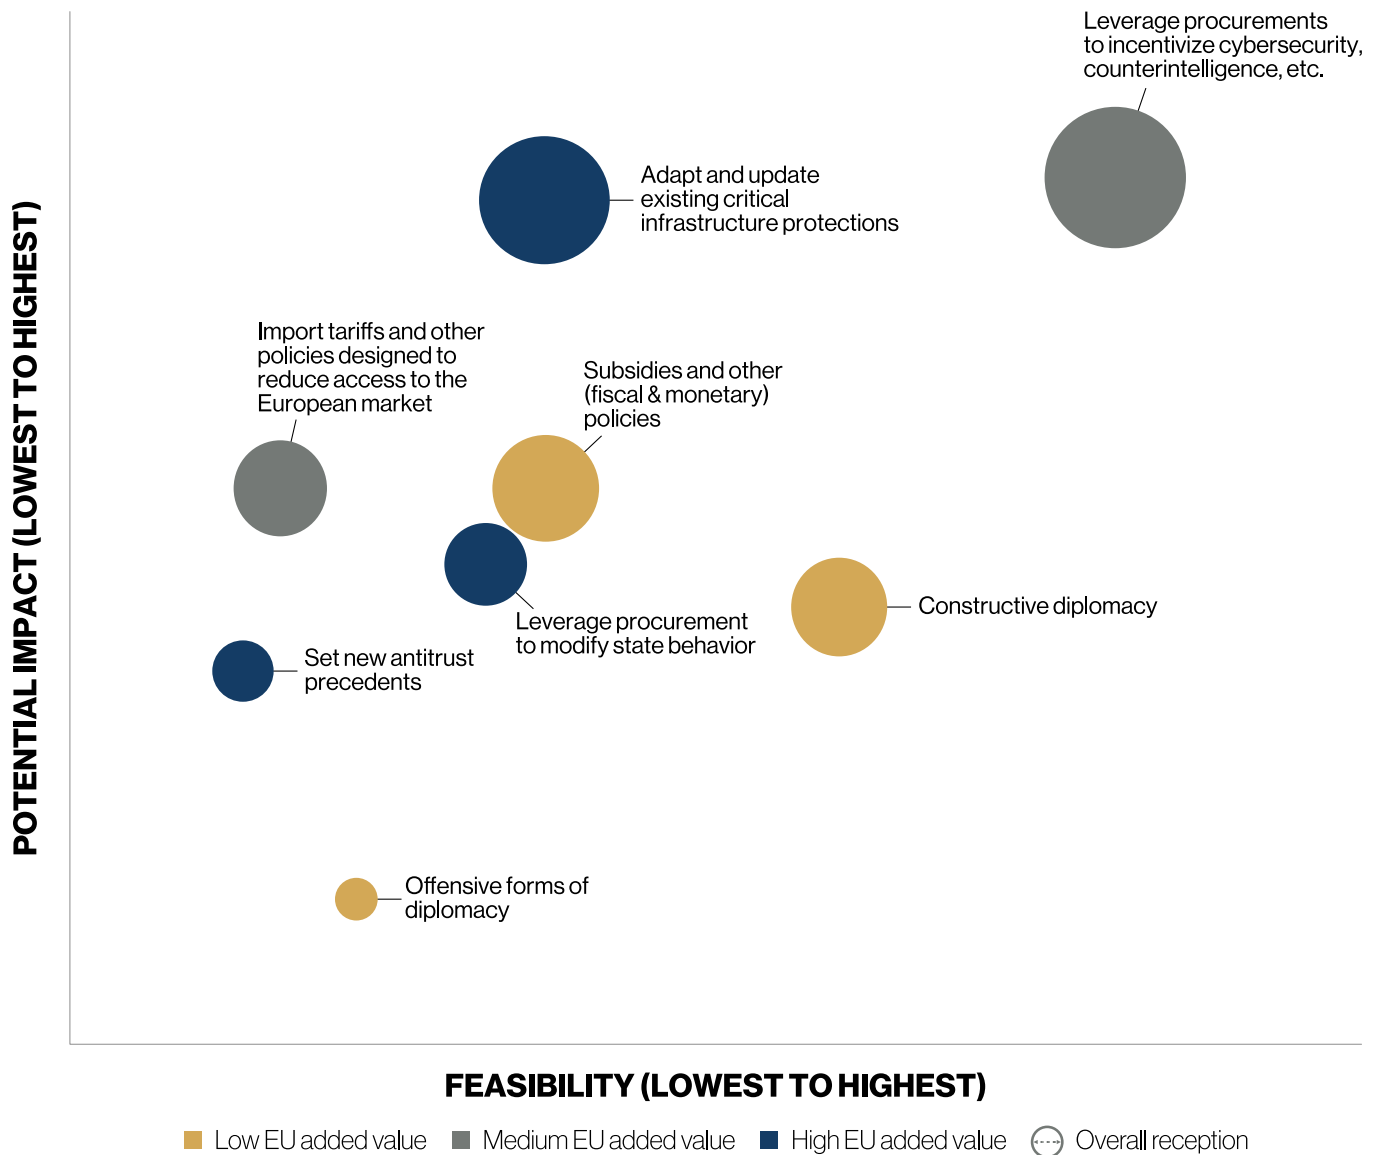 Leverage procurements
to incentivize cybersecurity,
counterintelligence, etc.
Adapt and update
existing critical
infrastructure protections
Import tariffs and other
policies designed to
reduce access to the
European market
Subsidies and other
(fiscal & monetary)
policies
Leverage procurement
to modify state behavior
Constructive diplomacy
Set new antitrust
precedents
Offensive forms of
diplomacy
POTENTIAL IMPACT (LOWEST TO HIGHEST)
FEASIBILITY (LOWEST TO HIGHEST)
Low EU added value
Medium EU added value
High EU added value
Overall reception